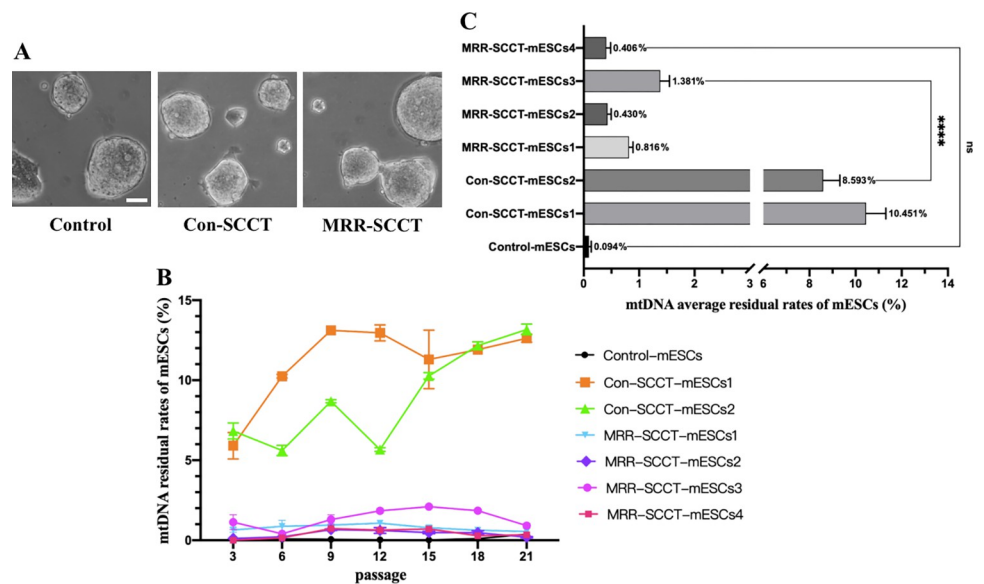 A
Control
Con-SCCT
MRR-SCCT
C
MRR-SCCT-mESCs4
0.406%
MRR-SCCT-mESCs3
1.381%
MRR-SCCT-mESCs2
0.430%
MRR-SCCT-mESCs1
0.816%
Con-SCCT-mESCs2
8.593%
Con-SCCT-mESCs1
10.451%
Control-mESCs
0.094%
****
ns
0 1 2 3 6 8 10 12 14
mtDNA average residual rates of mESCs (%)
B
mtDNA residual rates of mESCs (%)
15
10
5
0
3 6 9 12 15 18 21
passage
Control-mESCs
Con-SCCT-mESCs1
Con-SCCT-mESCs2
MRR-SCCT-mESCs1
MRR-SCCT-mESCs2
MRR-SCCT-mESCs3
MRR-SCCT-mESCs4